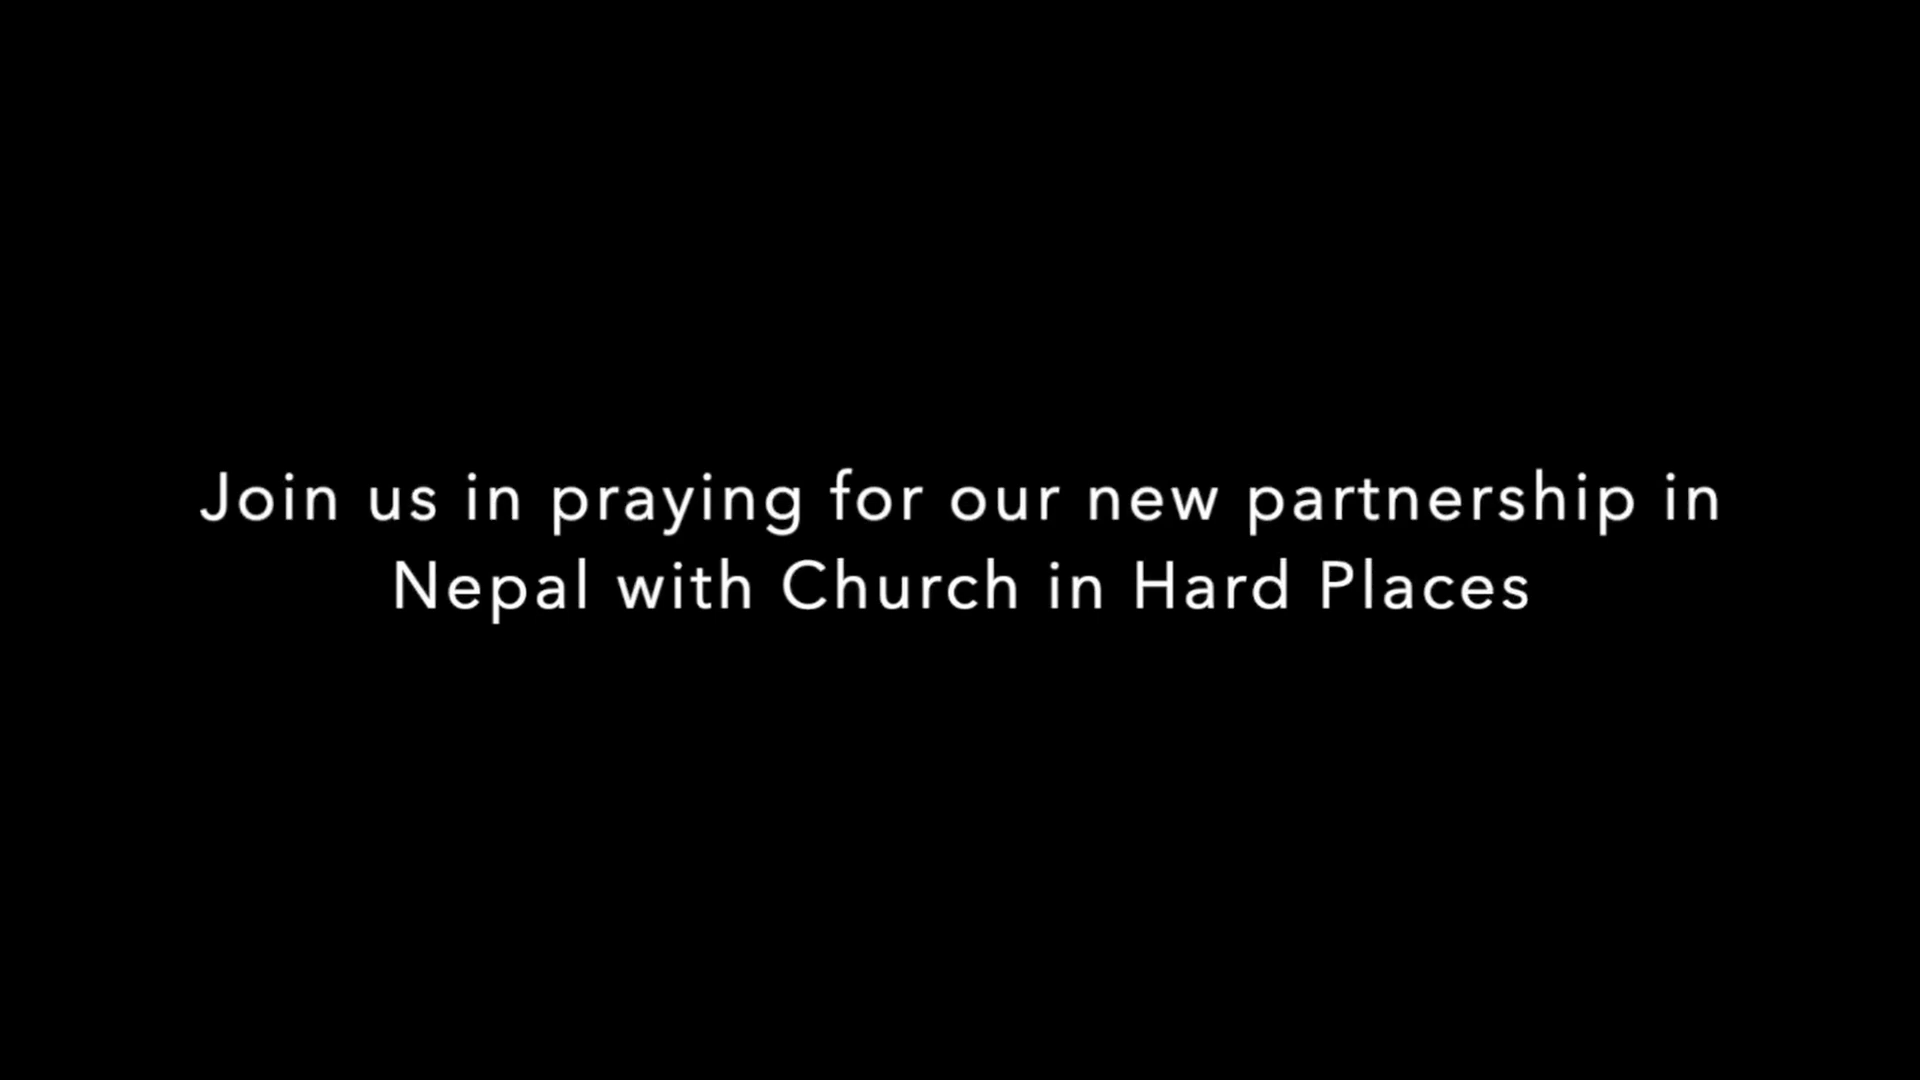 Join us in praying for our new partnership in
Nepal with Church in Hard Places